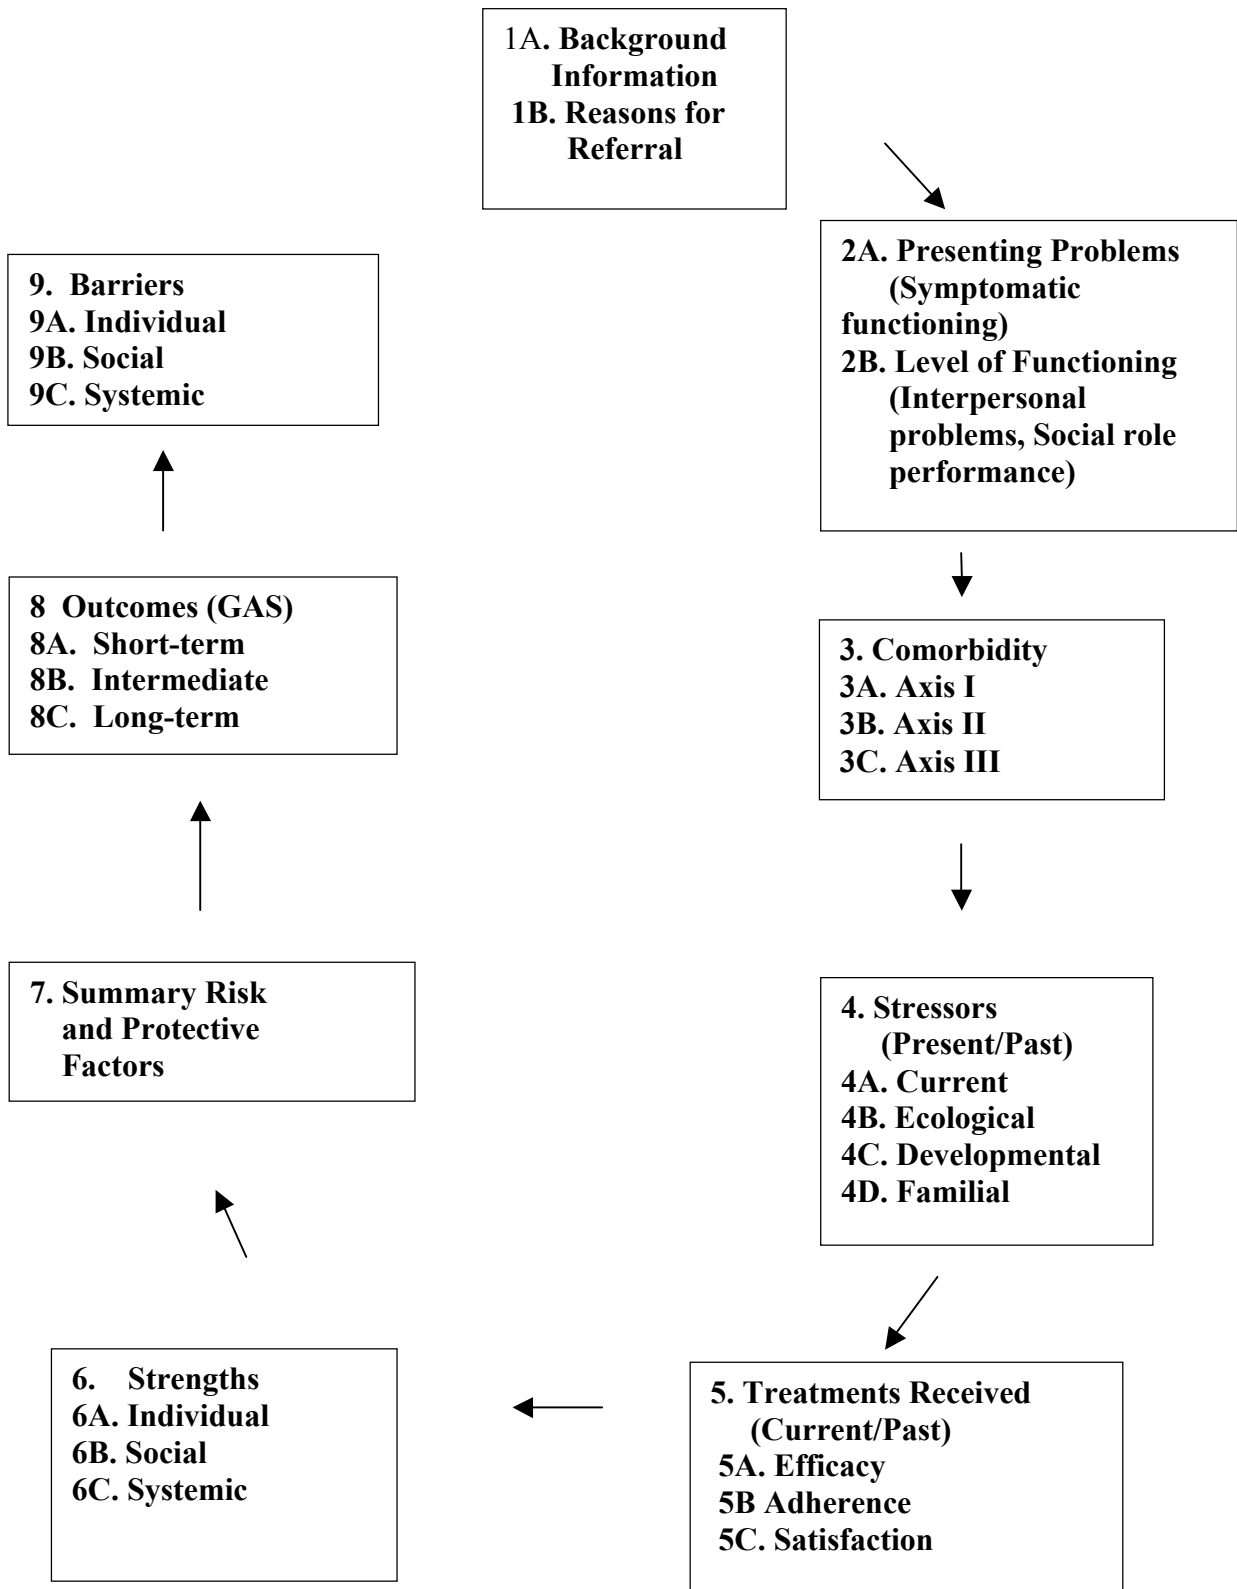 1A. Background
Information
1B. Reasons for
Referral
2A. Presenting Problems
(Symptomatic
functioning)
2B. Level of Functioning
(Interpersonal
problems, Social role
performance)
3. Comorbidity
3A. Axis I
3B. Axis II
3C. Axis III
4. Stressors
(Present/Past)
4A. Current
4B. Ecological
4C. Developmental
4D. Familial
5. Treatments Received
(Current/Past)
5A. Efficacy
5B Adherence
5C. Satisfaction
6. Strengths
6A. Individual
6B. Social
6C. Systemic
7. Summary Risk
and Protective
Factors
8 Outcomes (GAS)
8A. Short-term
8B. Intermediate
8C. Long-term
9. Barriers
9A. Individual
9B. Social
9C. Systemic